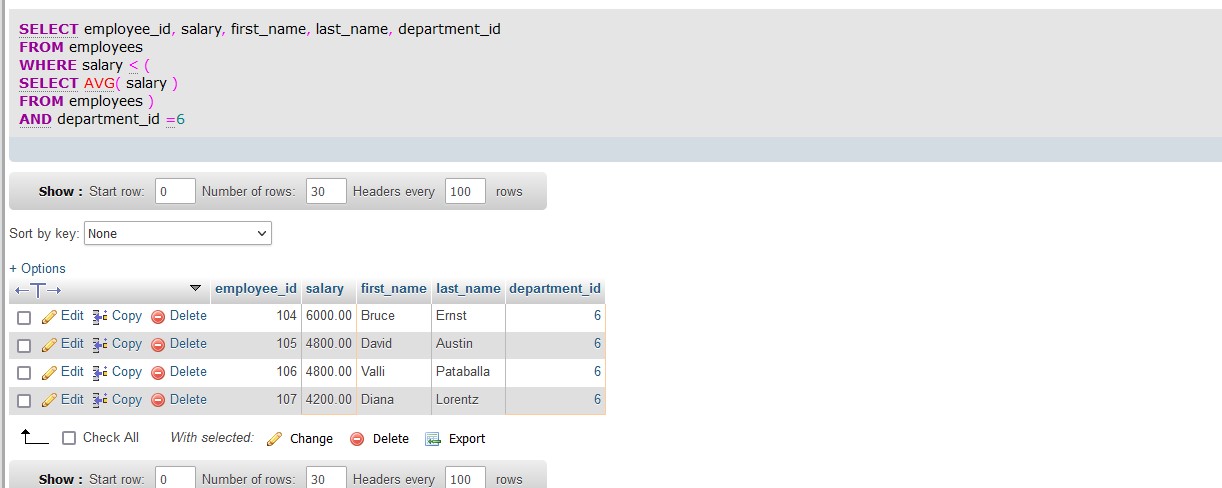 SELECT employee_id, salary, first_name, last_name, department_id
FROM employees
WHERE salary < (
SELECT AVG( salary )
FROM employees )
AND department_id =6
Show : Start row: 0 Number of rows: 30 Headers every 100 rows
Sort by key: None
+ Options
employee_id salary first_name last_name department_id
Edit Copy Delete 104 6000.00 Bruce Ernst 6
Edit Copy Delete 105 4800.00 David Austin 6
Edit Copy Delete 106 4800.00 Valli Pataballa 6
Edit Copy Delete 107 4200.00 Diana Lorentz 6
Check All With selected: Change Delete Export
Show : Start row: 0 Number of rows: 30 Headers every 100 rows